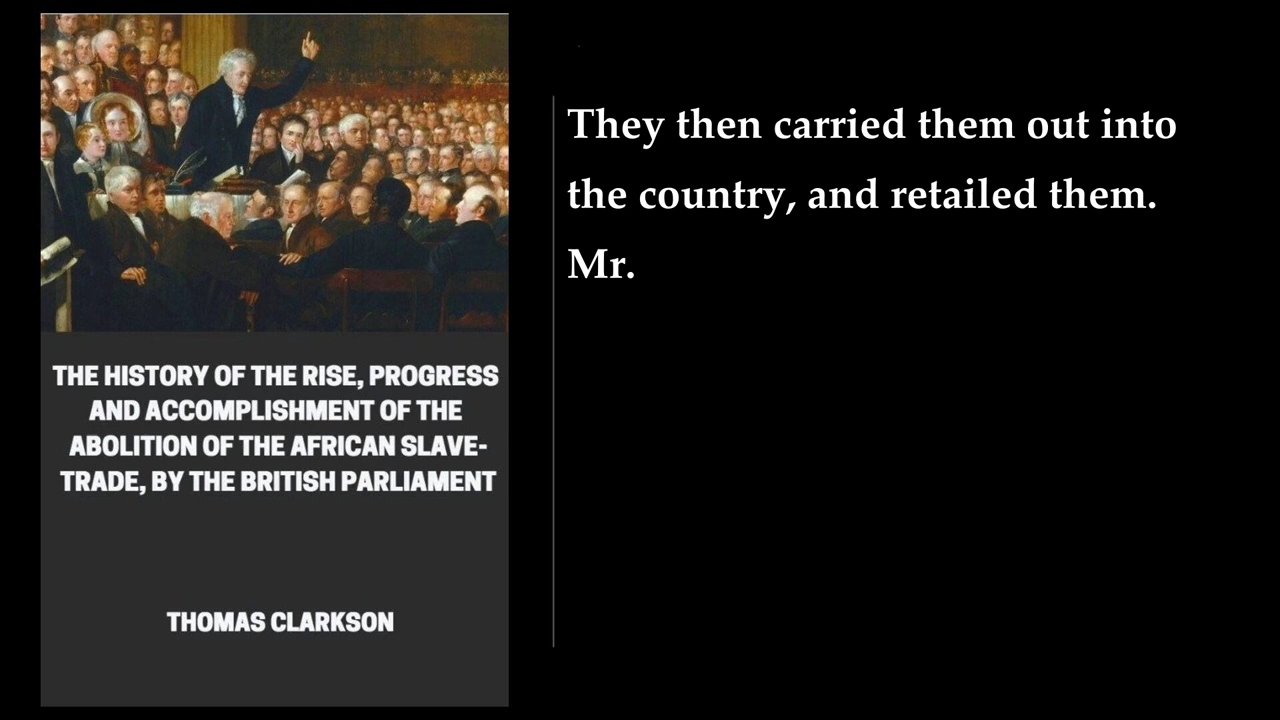 THE HISTORY OF THE RISE, PROGRESS
AND ACCOMPLISHMENT OF THE
ABOLITION OF THE AFRICAN SLAVE-
TRADE, BY THE BRITISH PARLIAMENT
THOMAS CLARKSON
They then carried them out into
the country, and retailed them.
Mr.